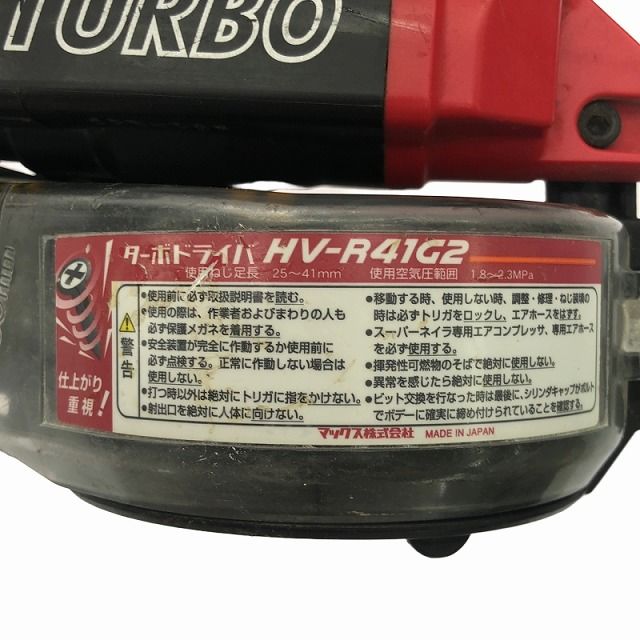 TURBO
ターボドライバ HV-R41G2
使用ねじ足長 25〜41mm 使用空気圧範囲 1.8〜2.3MPa
仕上がり
重視!
警告
•使用前に必ず取扱説明書を読む。
•使用の際は、作業者およびまわりの人も
必ず保護メガネを着用する。
•安全装置が完全に作動するか使用前に
必ず点検する。正常に作動しない場合は
使用しない。
•打つ時以外は絶対にトリガに指をかけない。
•射出口を絶対に人体に向けない。
•移動する時、使用しない時、調整・修理・ねじ装填の
時は必ずトリガをロックし、エアホースをはずす。
•スーパーネイラ専用エアコンプレッサ、専用エアホース
を必ず使用する。
•揮発性可燃物のそばで絶対に使用しない。
•異常を感じたら絶対に使用しない。
•ビット交換を行なった時は最後に、シリンダキャップがボルト
でボデーに確実に締め付けられていることを確認する。
マックス株式会社 MADE IN JAPAN